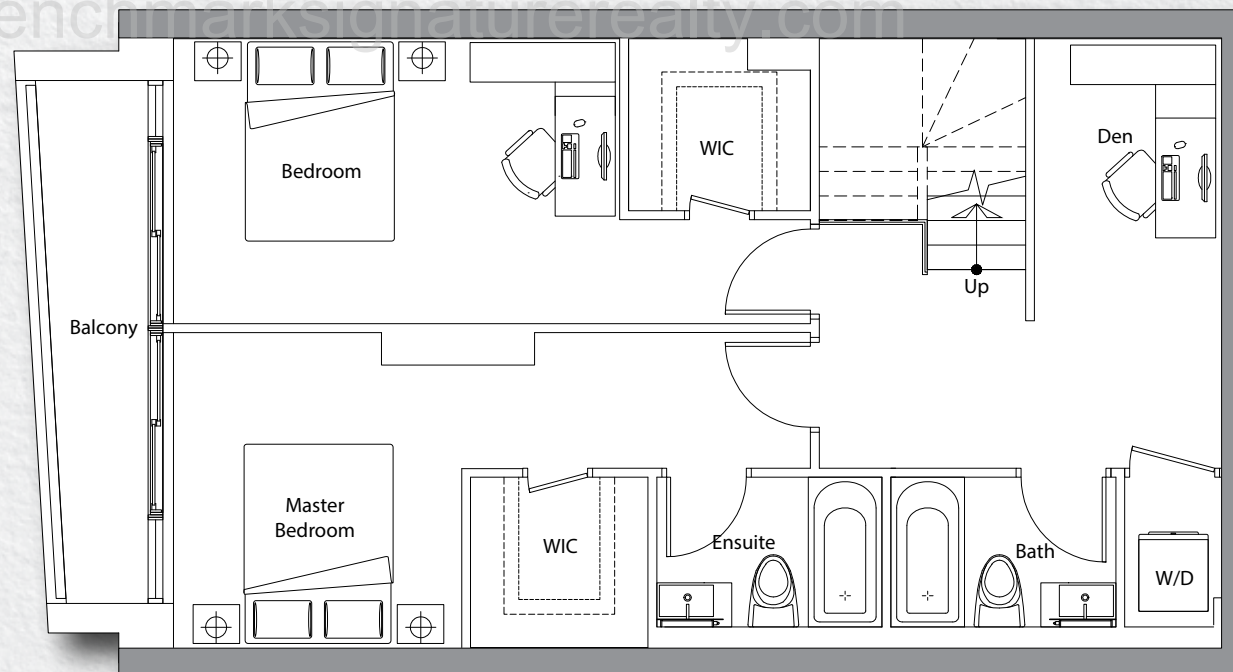 enchmarksignaturerealty.com
WIC
Den
Bedroom
Up
Balcony
Master
Bedroom
Ensuite
WIC
Bath
W/D